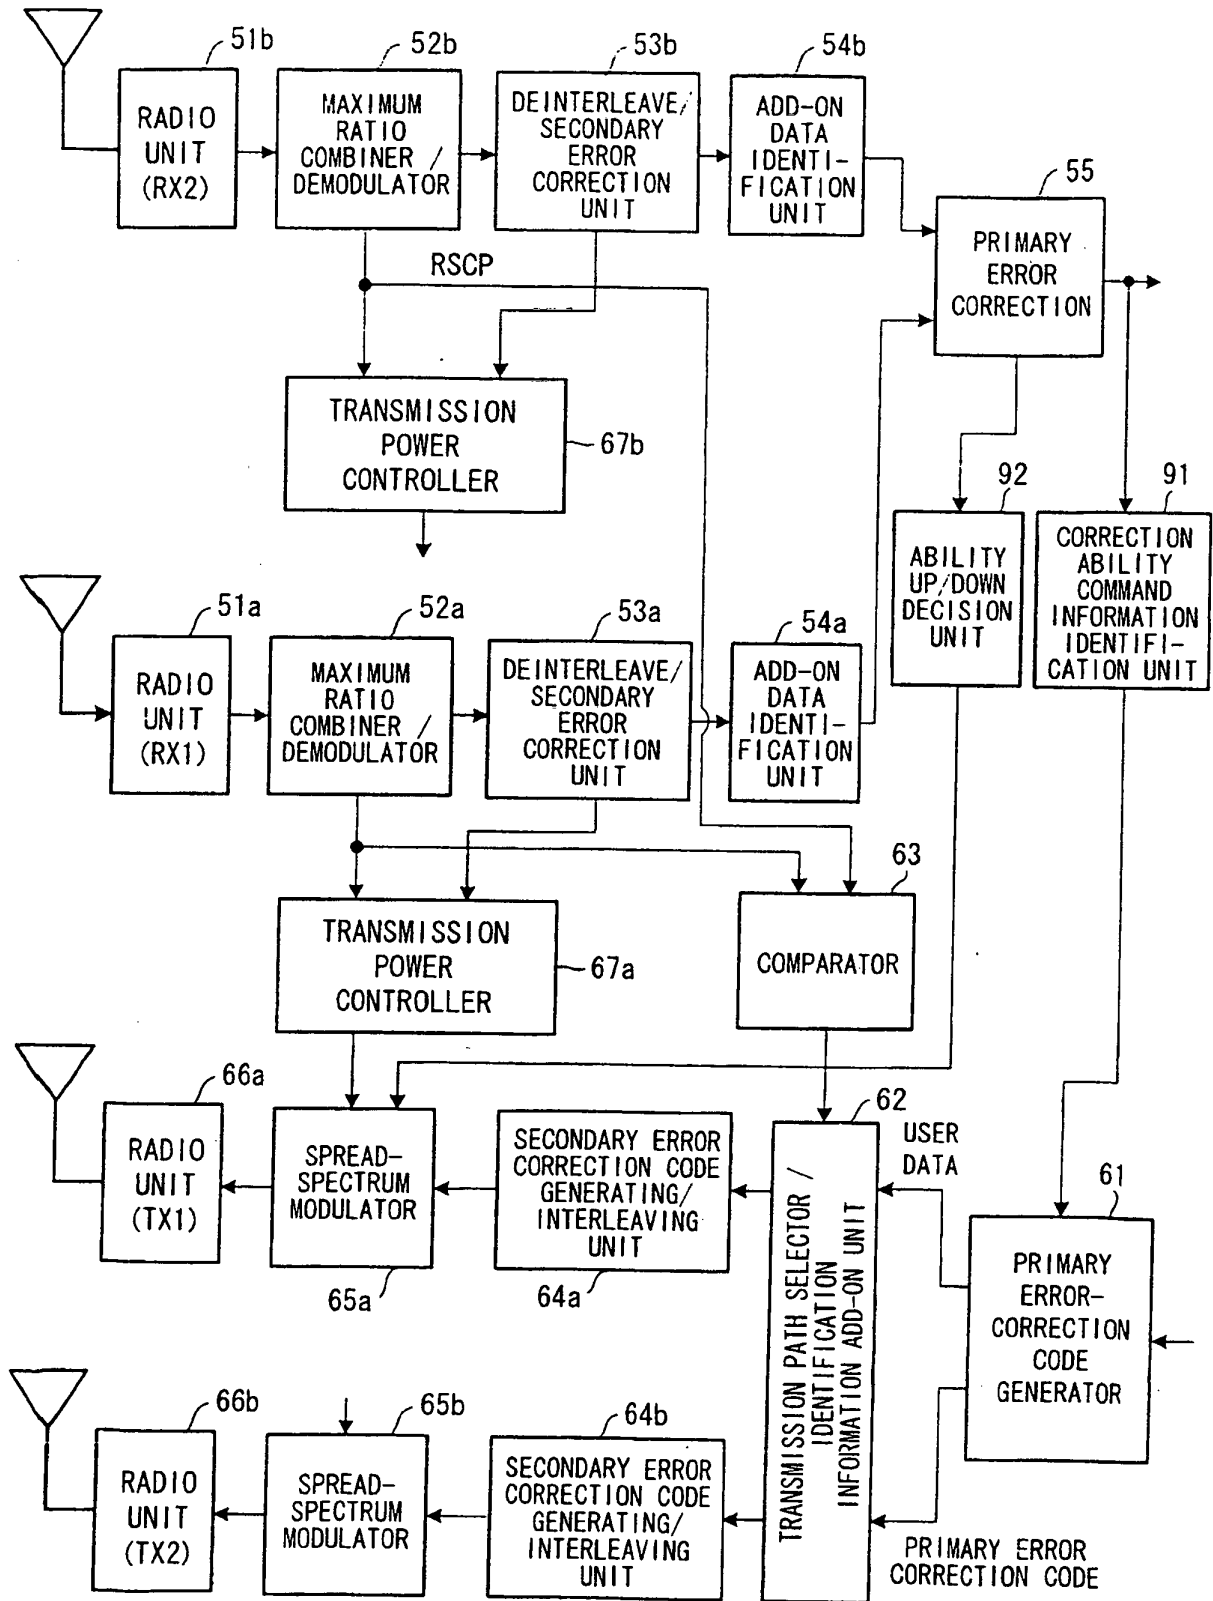 51b
52b
53b
54b
RADIO
UNIT
(RX2)
MAXIMUM
RATIO
COMBINER /
DEMODULATOR
DEINTERLEAVE/
SECONDARY
ERROR
CORRECTION
UNIT
ADD-ON
DATA
IDENTI-
FICATION
UNIT
55
PRIMARY
ERROR
CORRECTION
RSCP
TRANSMISSION
POWER
CONTROLLER
67b
92
91
ABILITY
UP/DOWN
DECISION
UNIT
CORRECTION
ABILITY
COMMAND
INFORMATION
IDENTIFI-
CATION UNIT
51a
52a
53a
54a
RADIO
UNIT
(RX1)
MAXIMUM
RATIO
COMBINER /
DEMODULATOR
DEINTERLEAVE/
SECONDARY
ERROR
CORRECTION
UNIT
ADD-ON
DATA
IDENTI-
FICATION
UNIT
63
COMPARATOR
TRANSMISSION
POWER
CONTROLLER
67a
66a
RADIO
UNIT
(TX1)
SPREAD-
SPECTRUM
MODULATOR
65a
SECONDARY ERROR
CORRECTION CODE
GENERATING/
INTERLEAVING
UNIT
64a
62
TRANSMISSION PATH SELECTOR /
IDENTIFICATION
INFORMATION ADD-ON UNIT
USER
DATA
61
PRIMARY
ERROR-
CORRECTION
CODE
GENERATOR
66b
RADIO
UNIT
(TX2)
65b
SPREAD-
SPECTRUM
MODULATOR
64b
SECONDARY ERROR
CORRECTION CODE
GENERATING/
INTERLEAVING
UNIT
PRIMARY ERROR
CORRECTION CODE